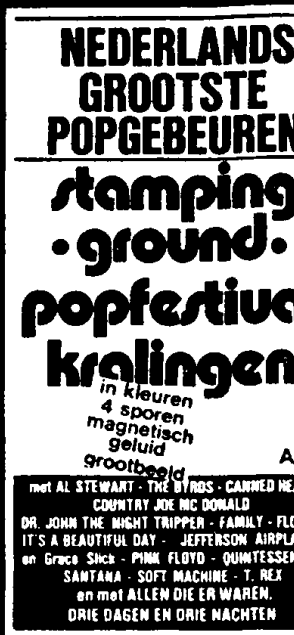 NEDERLANDS
GROOTSTE
POPGEBEUREN
stamping
• ground •
popfestiva
kralingen
in kleuren
4 sporen
magnetisch
geluid
grootbeeld
A
met AL STEWART - THE BYRDS - CANNED HE
COUNTRY JOE MC DONALD
DR. JOHN THE NIGHT TRIPPER - FAMILY - FLO
IT'S A BEAUTIFUL DAY - JEFFERSON AIRPLA
en Grace Slick - PINK FLOYD - QUINTESSEN
SANTANA - SOFT MACHINE - T. REX
en met ALLEN DIE ER WAREN.
DRIE DAGEN EN DRIE NACHTEN